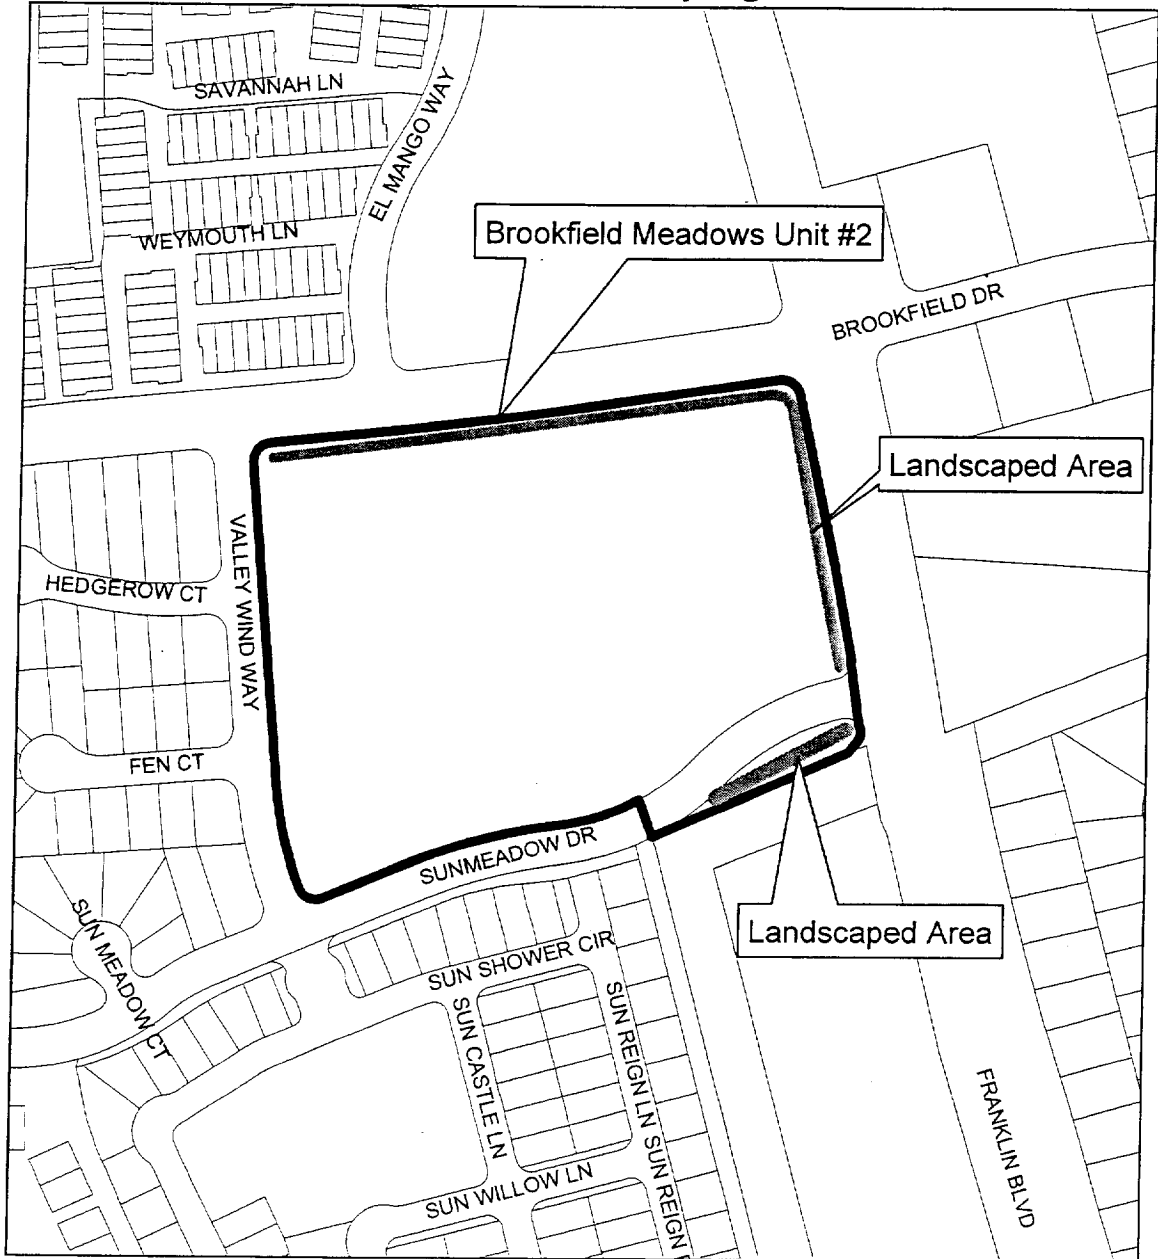 SAVANNAH LN
EL MANGO WAY
WEYMOUTH LN
Brookfield Meadows Unit #2
BROOKFIELD DR
Landscaped Area
VALLEY WIND WAY
HEDGEROW CT
FEN CT
SUNMEADOW DR
Landscaped Area
SUN MEADOW CT
SUN SHOWER CIR
SUN CASTLE LN
SUN REIGN LN
SUN REIGN
FRANKLIN BLVD
SUN WILLOW LN